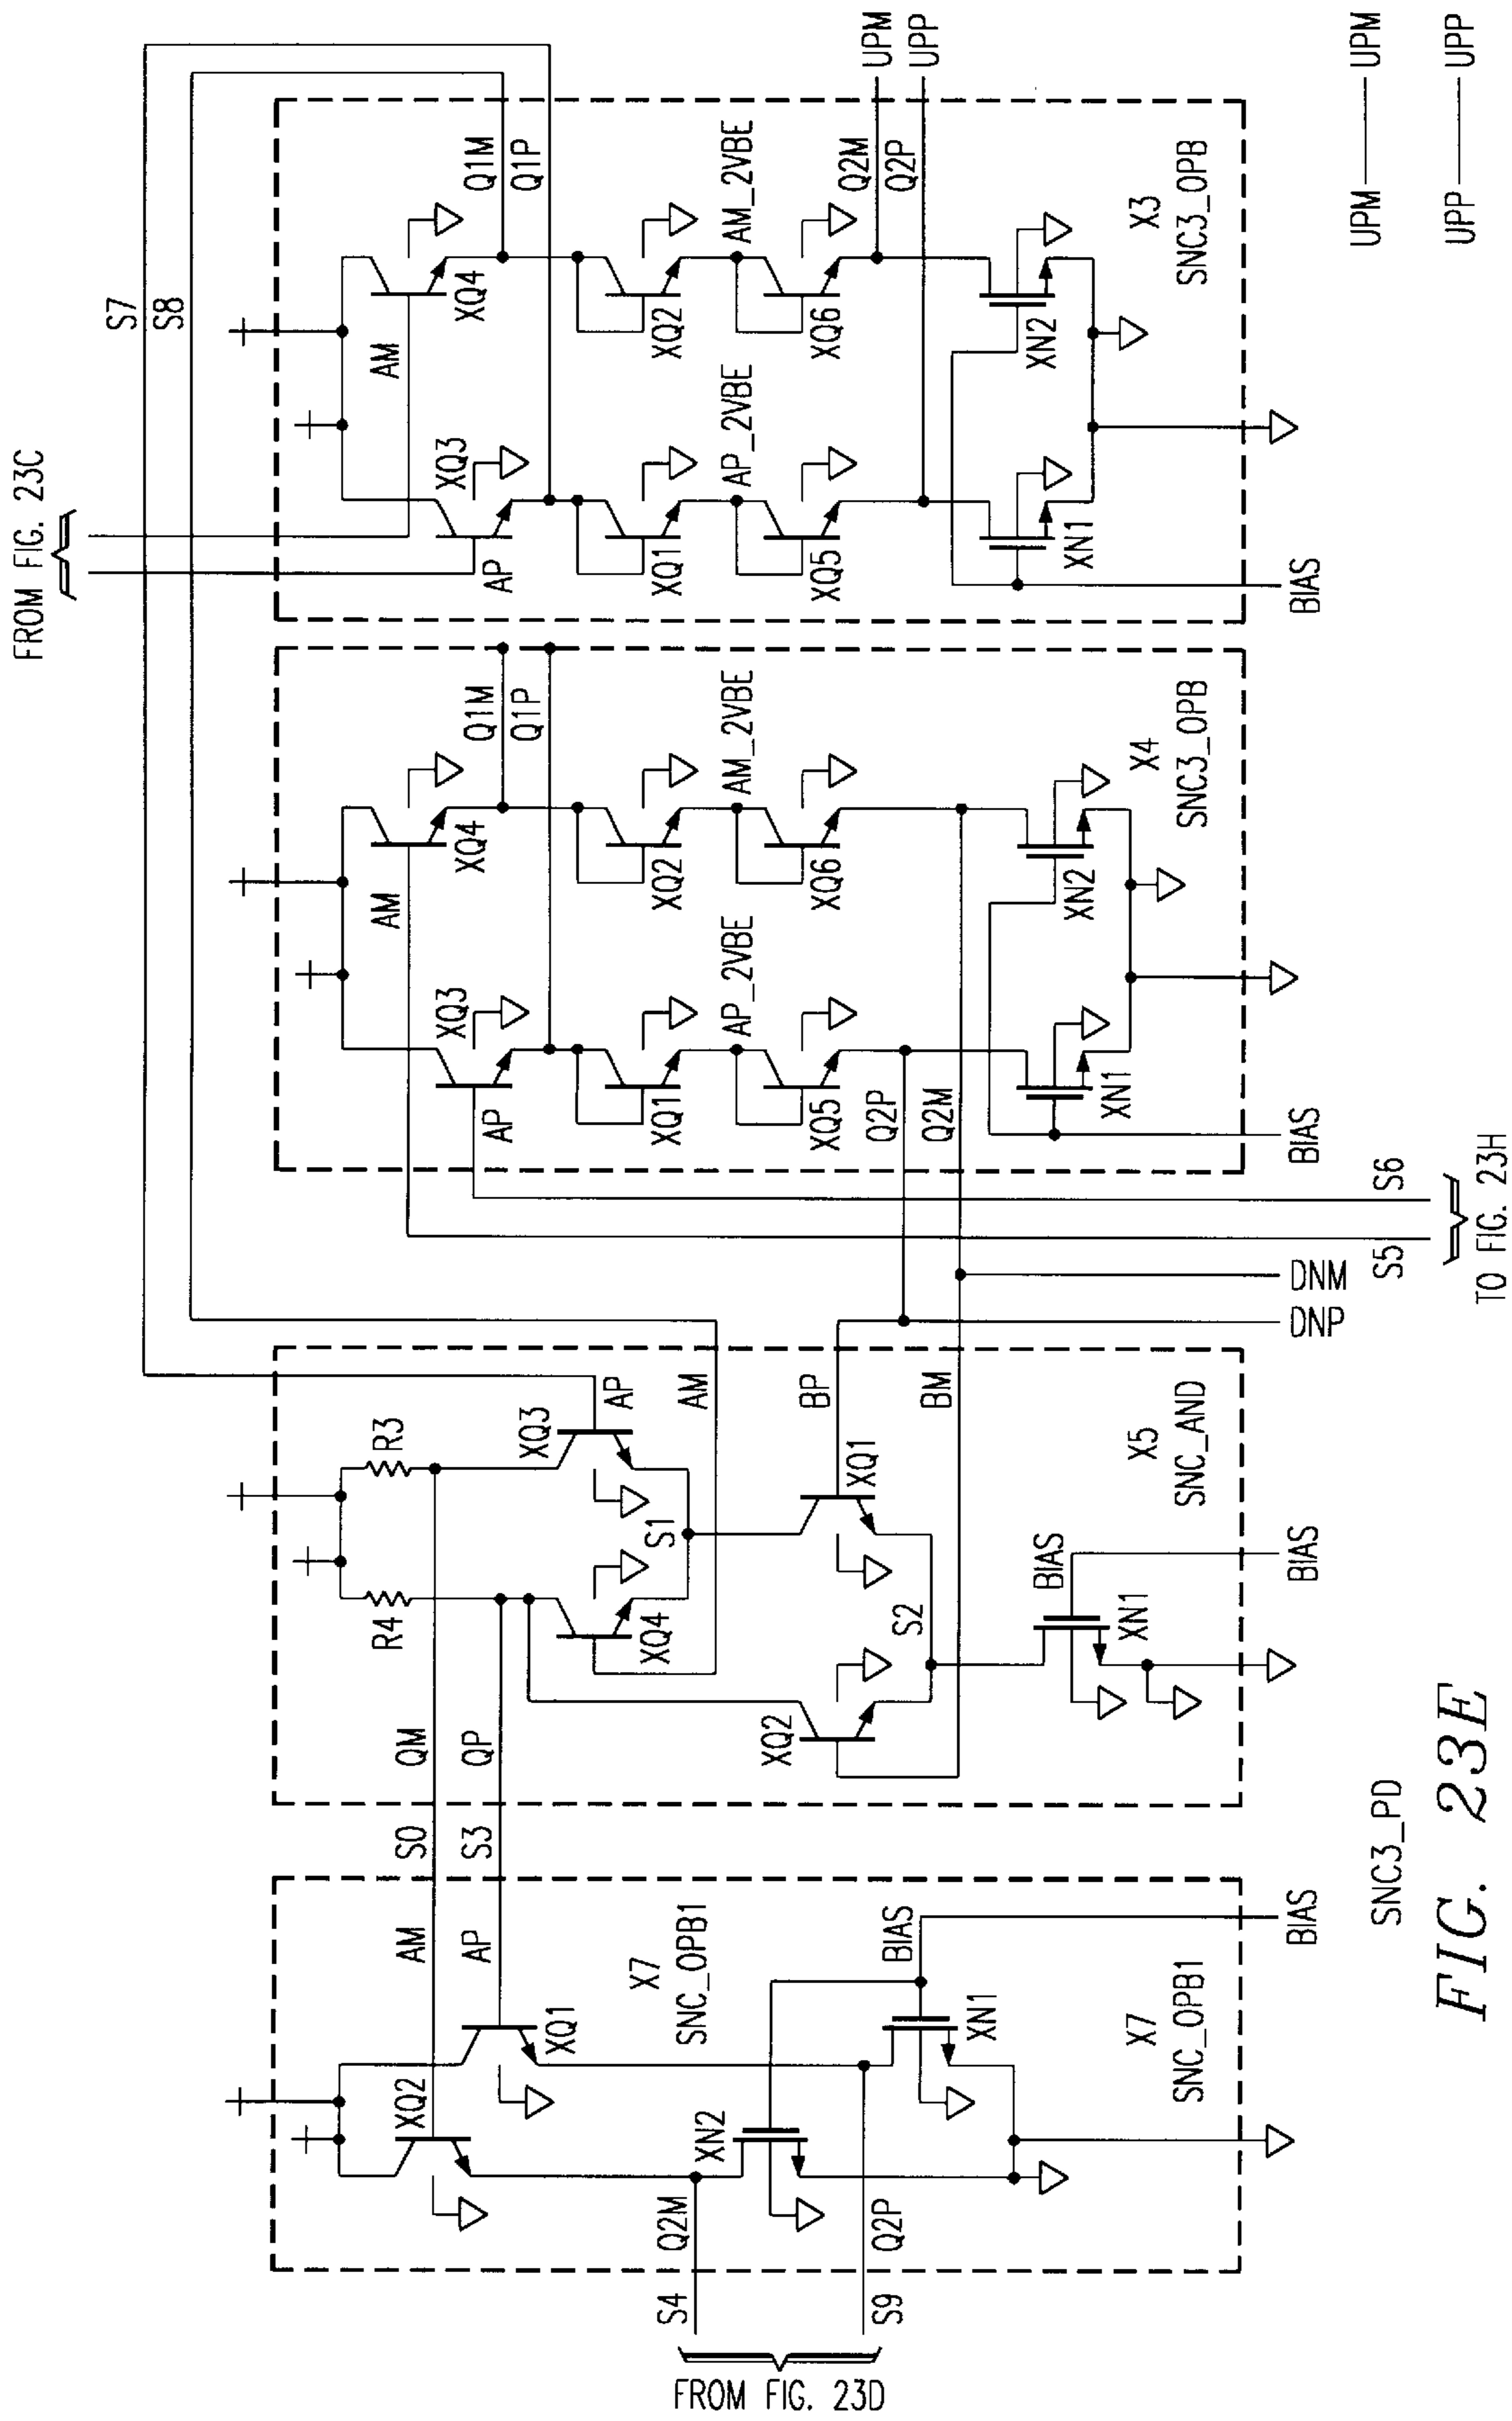 FROM FIG. 23C
S7
S8
AM
XQ4
XQ3
AP
Q1M
Q1P
XQ2
XQ1
AM_2VBE
AP_2VBE
XQ6
XQ5
Q2M
Q2P
UPM
UPP
XN2
XN1
BIAS
X3
SNC3_OPB
UPM
UPM
UPP
UPP
AM
XQ4
XQ3
AP
Q1M
Q1P
XQ2
XQ1
AM_2VBE
AP_2VBE
XQ6
XQ5
Q2P
Q2M
XN2
XN1
BIAS
X4
SNC3_OPB
S6
S5
TO FIG. 23H
DNM
DNP
R3
R4
XQ3
AP
AM
S1
XQ4
QM
QP
BP
BM
XQ1
XQ2
S2
BIAS
XN1
BIAS
X5
SNC_AND
S0
S3
AM
AP
XQ2
XQ1
X7
SNC_OPB1
BIAS
XN2
XN1
Q2M
Q2P
X7
SNC_OPB1
BIAS
S4
S9
FROM FIG. 23D
SNC3_PD
FIG. 23E